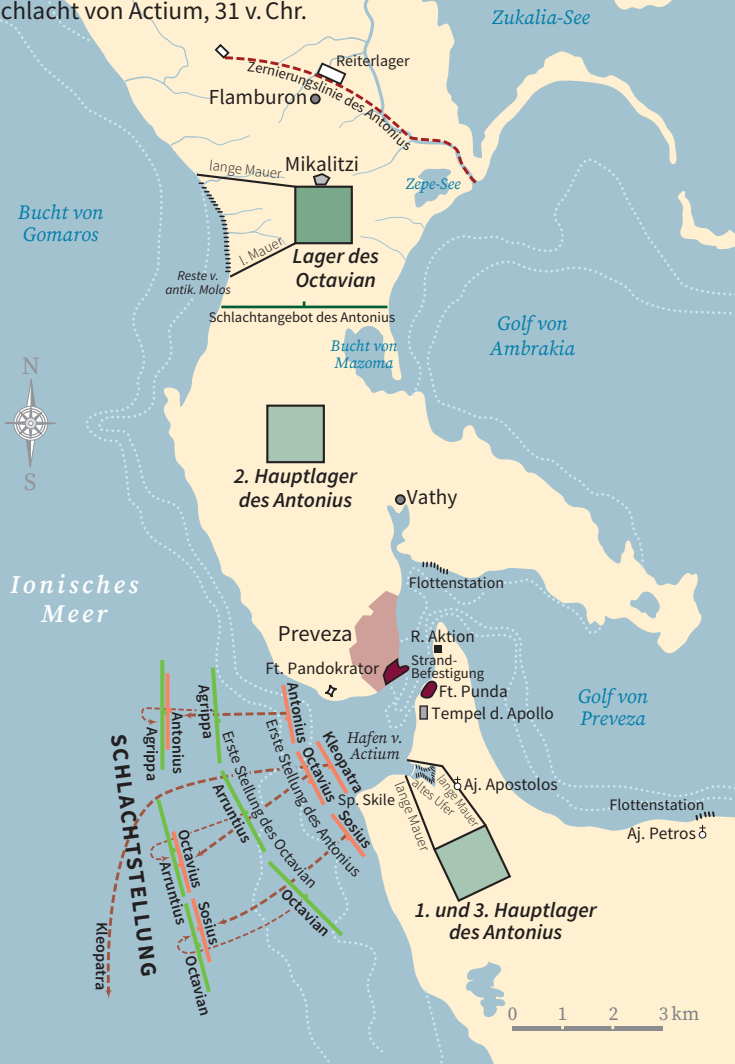 chlacht von Actium, 31 v. Chr.
Zukalia-See
Reiterlager
Zernierungslinie des Antonius
Flamburon
Mikalitzi
lange Mauer
Zepe-See
Bucht von
Gomaros
l. Mauer
Lager des
Octavian
Reste v.
antik. Molos
Schlachtangebot des Antonius
Golf von
Ambrakia
Bucht von
Mazoma
N
S
2. Hauptlager
des Antonius
Vathy
Ionisches
Meer
Flottenstation
Preveza
R. Aktion
Ft. Pandokrator
Strand-
Befestigung
Ft. Punda
Golf von
Preveza
Tempel d. Apollo
Hafen v.
Actium
Antonius
Agrippa
Antonius
Agrippa
Erste Stellung des Octavian
Erste Stellung des Antonius
Kleopatra
Octavius
Sosius
Sp. Skile
lange Mauer
altes Ufer
lange Mauer
Aj. Apostolos
Flottenstation
Aj. Petros
SCHLACHTSTELLUNG
Arruntius
Octavian
Octavius
Arruntius
Sosius
Octavian
Kleopatra
1. und 3. Hauptlager
des Antonius
0 1 2 3 km